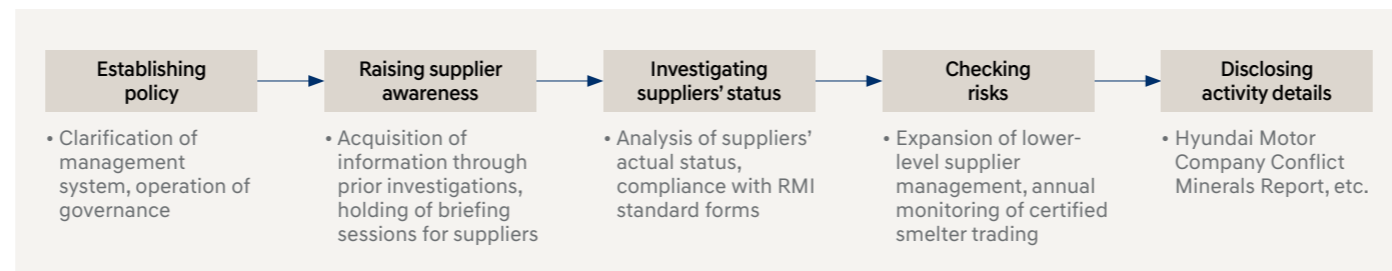 Establishing
policy
• Clarification of
management
system, operation of
governance
Raising supplier
awareness
• Acquisition of
information through
prior investigations,
holding of briefing
sessions for suppliers
Investigating
suppliers’ status
• Analysis of suppliers’
actual status,
compliance with RMI
standard forms
Checking
risks
• Expansion of lower-
level supplier
management, annual
monitoring of certified
smelter trading
Disclosing
activity details
• Hyundai Motor
Company Conflict
Minerals Report, etc.